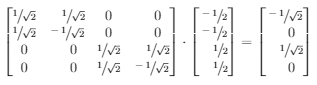 1/√2 1/√2 0 0 -1/2 -1/√2
1/√2 -1/√2 0 0 -1/2 0
0 0 1/√2 1/√2 · 1/2 = 1/√2
0 0 1/√2 -1/√2 1/2 0